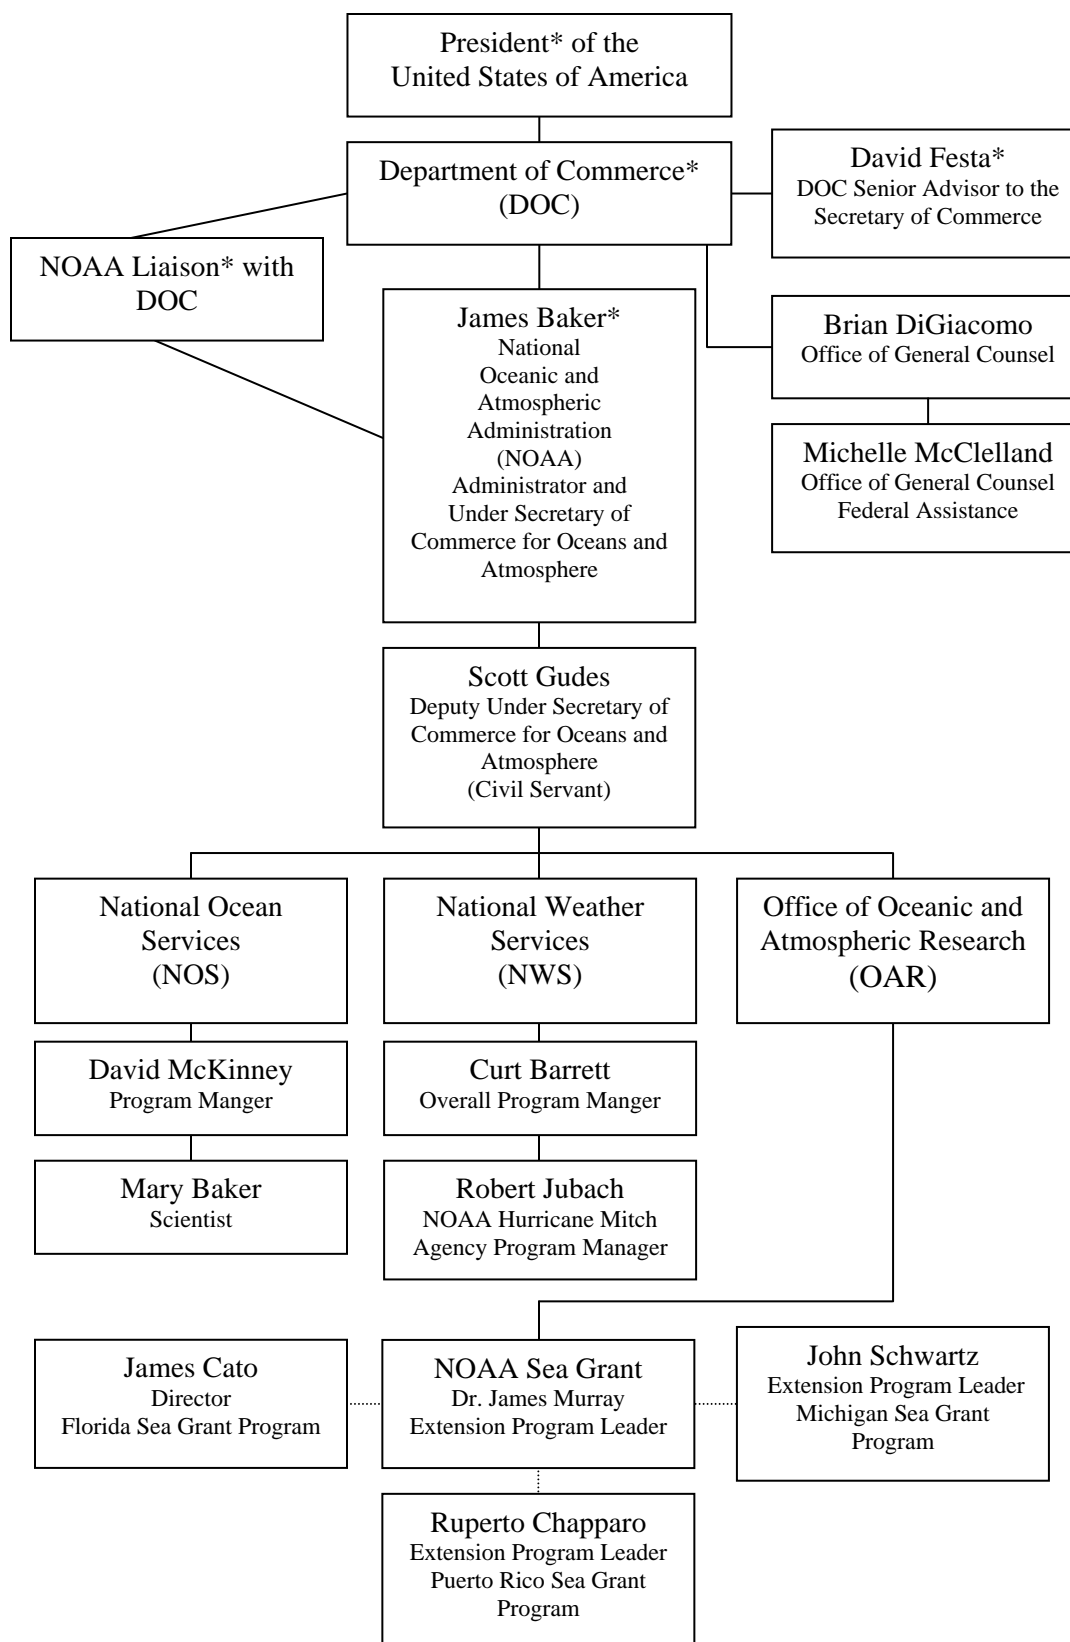 President* of the
United States of America
Department of Commerce*
(DOC)
David Festa*
DOC Senior Advisor to the
Secretary of Commerce
NOAA Liaison* with
DOC
James Baker*
National
Oceanic and
Atmospheric
Administration
(NOAA)
Administrator and
Under Secretary of
Commerce for Oceans and
Atmosphere
Brian DiGiacomo
Office of General Counsel
Michelle McClelland
Office of General Counsel
Federal Assistance
Scott Gudes
Deputy Under Secretary of
Commerce for Oceans and
Atmosphere
(Civil Servant)
National Ocean
Services
(NOS)
National Weather
Services
(NWS)
Office of Oceanic and
Atmospheric Research
(OAR)
David McKinney
Program Manger
Curt Barrett
Overall Program Manger
Mary Baker
Scientist
Robert Jubach
NOAA Hurricane Mitch
Agency Program Manager
James Cato
Director
Florida Sea Grant Program
NOAA Sea Grant
Dr. James Murray
Extension Program Leader
John Schwartz
Extension Program Leader
Michigan Sea Grant
Program
Ruperto Chapparo
Extension Program Leader
Puerto Rico Sea Grant
Program